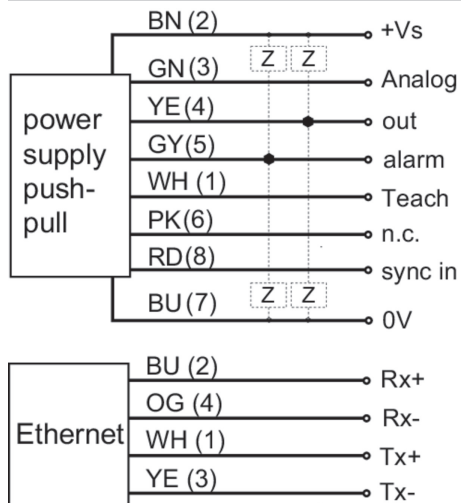 BN (2)
+Vs
Z Z
GN (3)
Analog
YE (4)
out
power
supply
push-
pull
GY (5)
alarm
WH (1)
Teach
PK (6)
n.c.
RD (8)
sync in
Z Z
BU (7)
0V
BU (2)
Rx+
OG (4)
Rx-
Ethernet
WH (1)
Tx+
YE (3)
Tx-